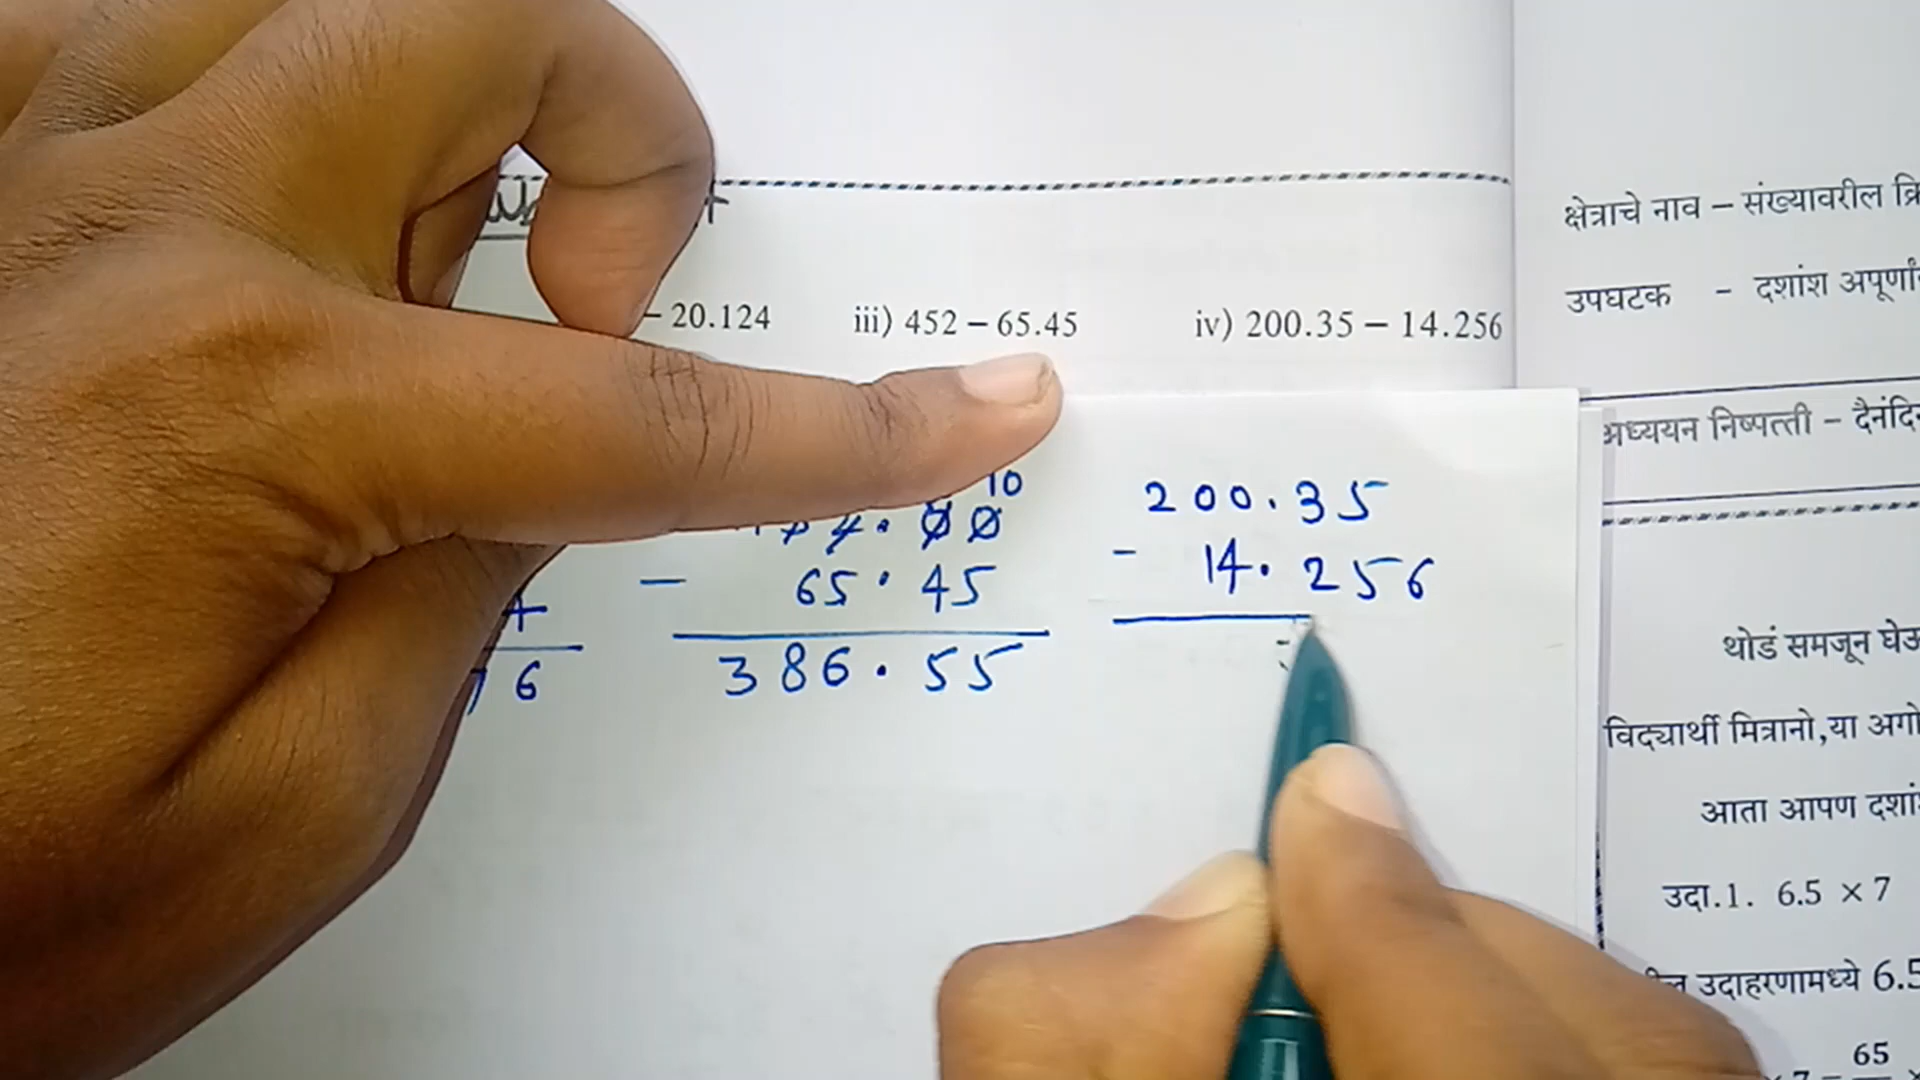 – 20.124 iii) 452 – 65.45 iv) 200.35 – 14.256
10
00
– 65.45
386.55
6
200.35
– 14.256
क्षेत्राचे नाव – संख्यावरील
उपघटक – दशांश
अध्ययन निष्पत्ती –
थोडं समजून
विद्यार्थी मित्रानो,या
आता आपण
उदा.1. 6.5 × 7
उदाहरणामध्ये 6.5
65